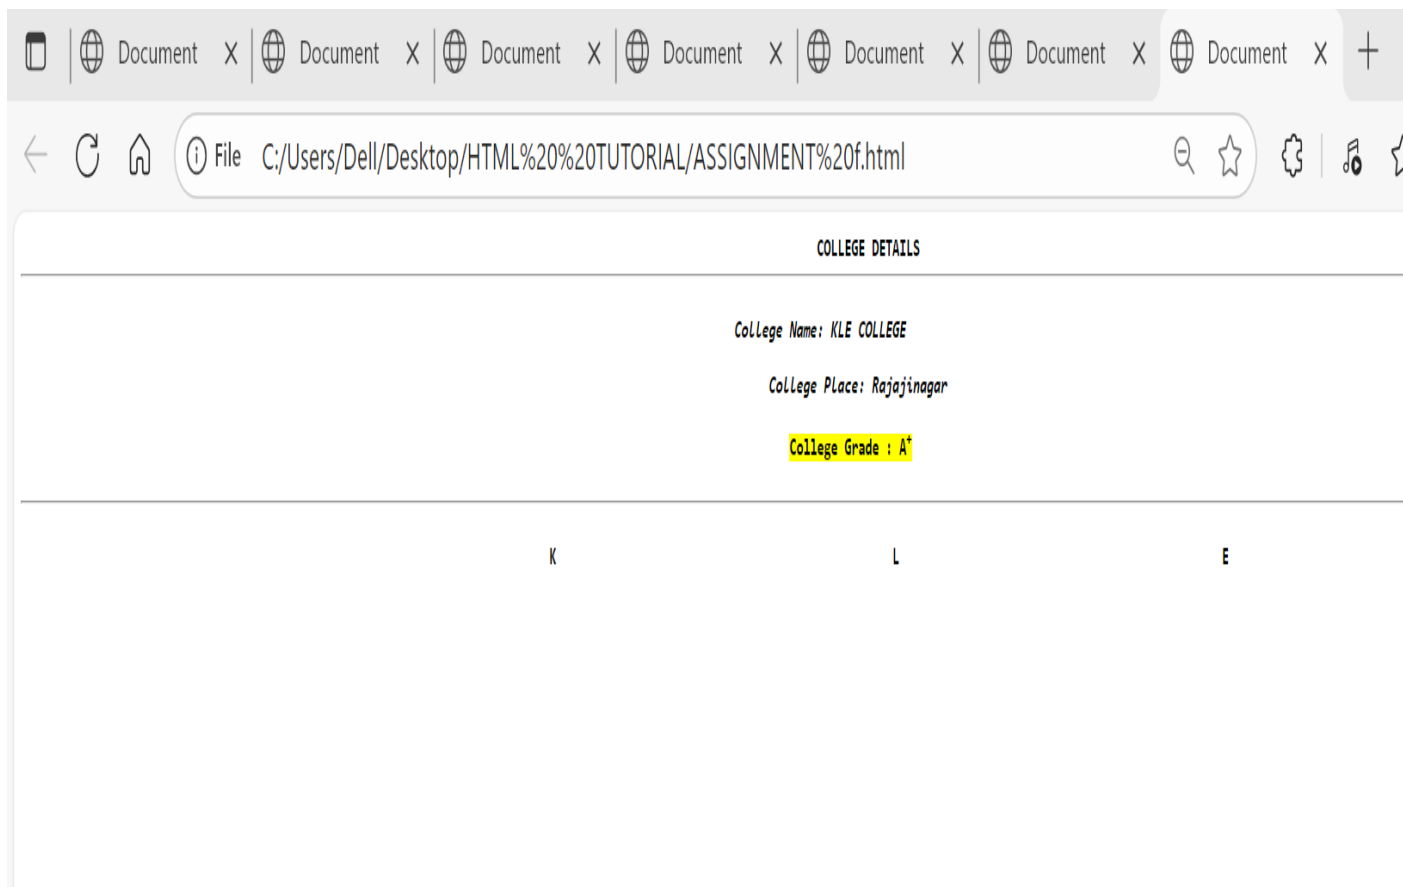 Document Document Document Document Document Document Document
File C:/Users/Dell/Desktop/HTML%20%20TUTORIAL/ASSIGNMENT%20f.html
COLLEGE DETAILS
College Name: KLE COLLEGE
College Place: Rajajinagar
College Grade : A⁺
K L E